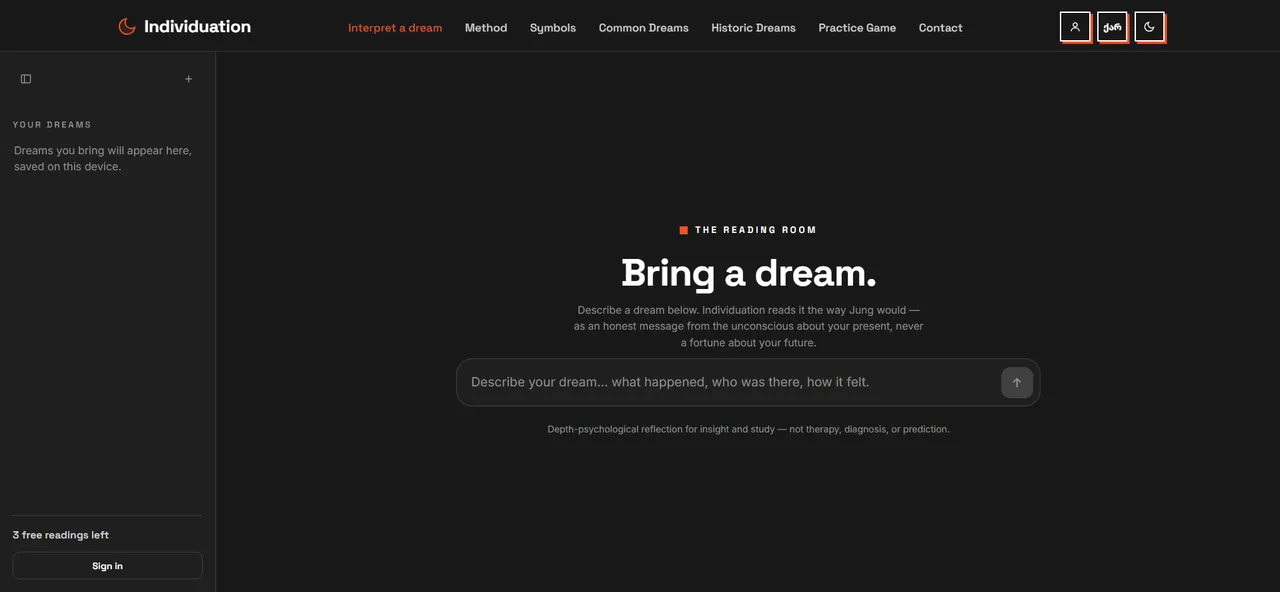 Individuation
Interpret a dream
Method
Symbols
Common Dreams
Historic Dreams
Practice Game
Contact
ქარ
YOUR DREAMS
Dreams you bring will appear here,
saved on this device.
THE READING ROOM
Bring a dream.
Describe a dream below. Individuation reads it the way Jung would —
as an honest message from the unconscious about your present, never
a fortune about your future.
Describe your dream... what happened, who was there, how it felt.
Depth-psychological reflection for insight and study — not therapy, diagnosis, or prediction.
3 free readings left
Sign in